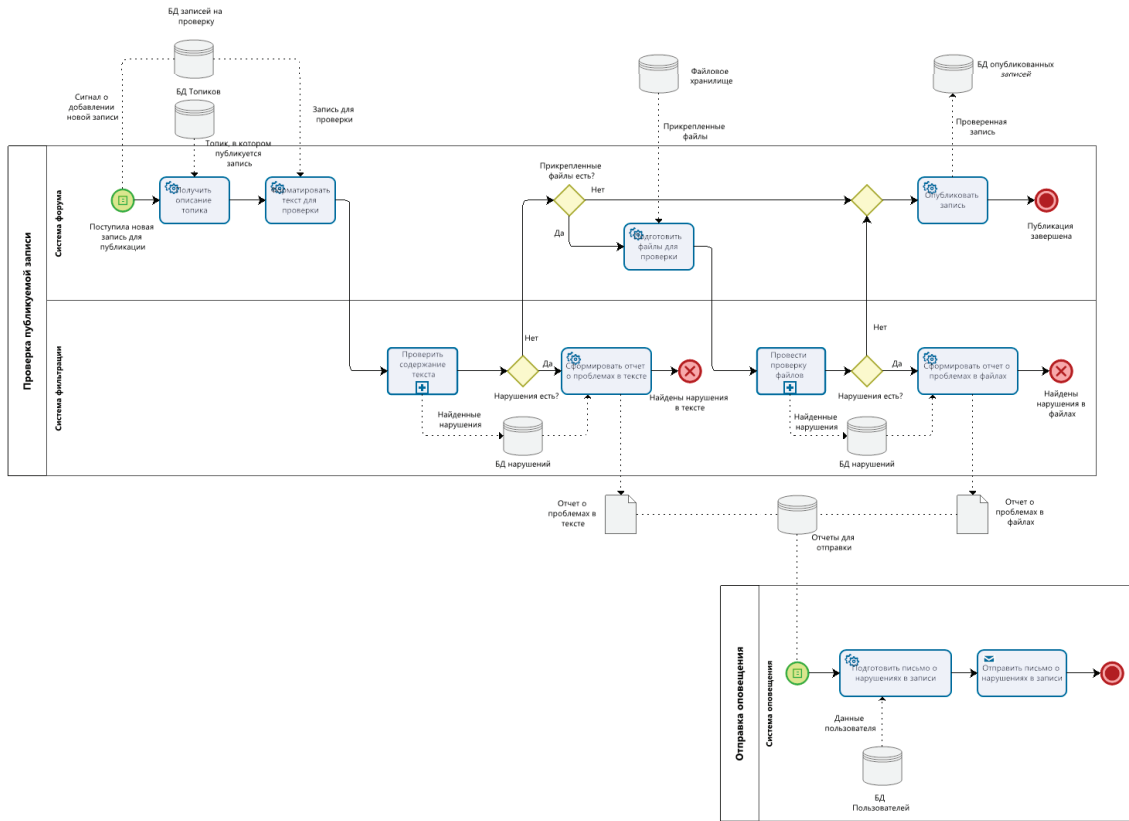 БД записей на
проверку
Сигнал о
добавлении
новой записи
БД Топиков
Запись для
проверки
Топик, в котором
публикуется
запись
Файловое
хранилище
Прикрепленные
файлы
БД опубликованных
записей
Проверенная
запись
Проверка публикуемой записи
Система форума
Поступила новая
запись для
публикации
Получить
описание
топика
текст для
проверки
Прикрепленные
файлы есть?
Нет
Да
файлы для
проверки
Опубликовать
запись
Публикация
завершена
Система фильтрации
Проверить
содержание
текста
Нет
Да
Нарушения есть?
Сформировать отчет
о проблемах в тексте
Найдены нарушения
в тексте
Найденные
нарушения
БД нарушений
Провести
проверку
файлов
Нет
Да
Нарушения есть?
Сформировать отчет о
проблемах в файлах
Найдены
нарушения в
файлах
Найденные
нарушения
БД нарушений
Отчет о
проблемах в
тексте
Отчеты для
отправки
Отчет о
проблемах в
файлах
Отправка оповещения
Система оповещения
Подготовить письмо о
нарушениях в записи
Отправить письмо о
нарушениях в записи
Данные
пользователя
БД
Пользователей